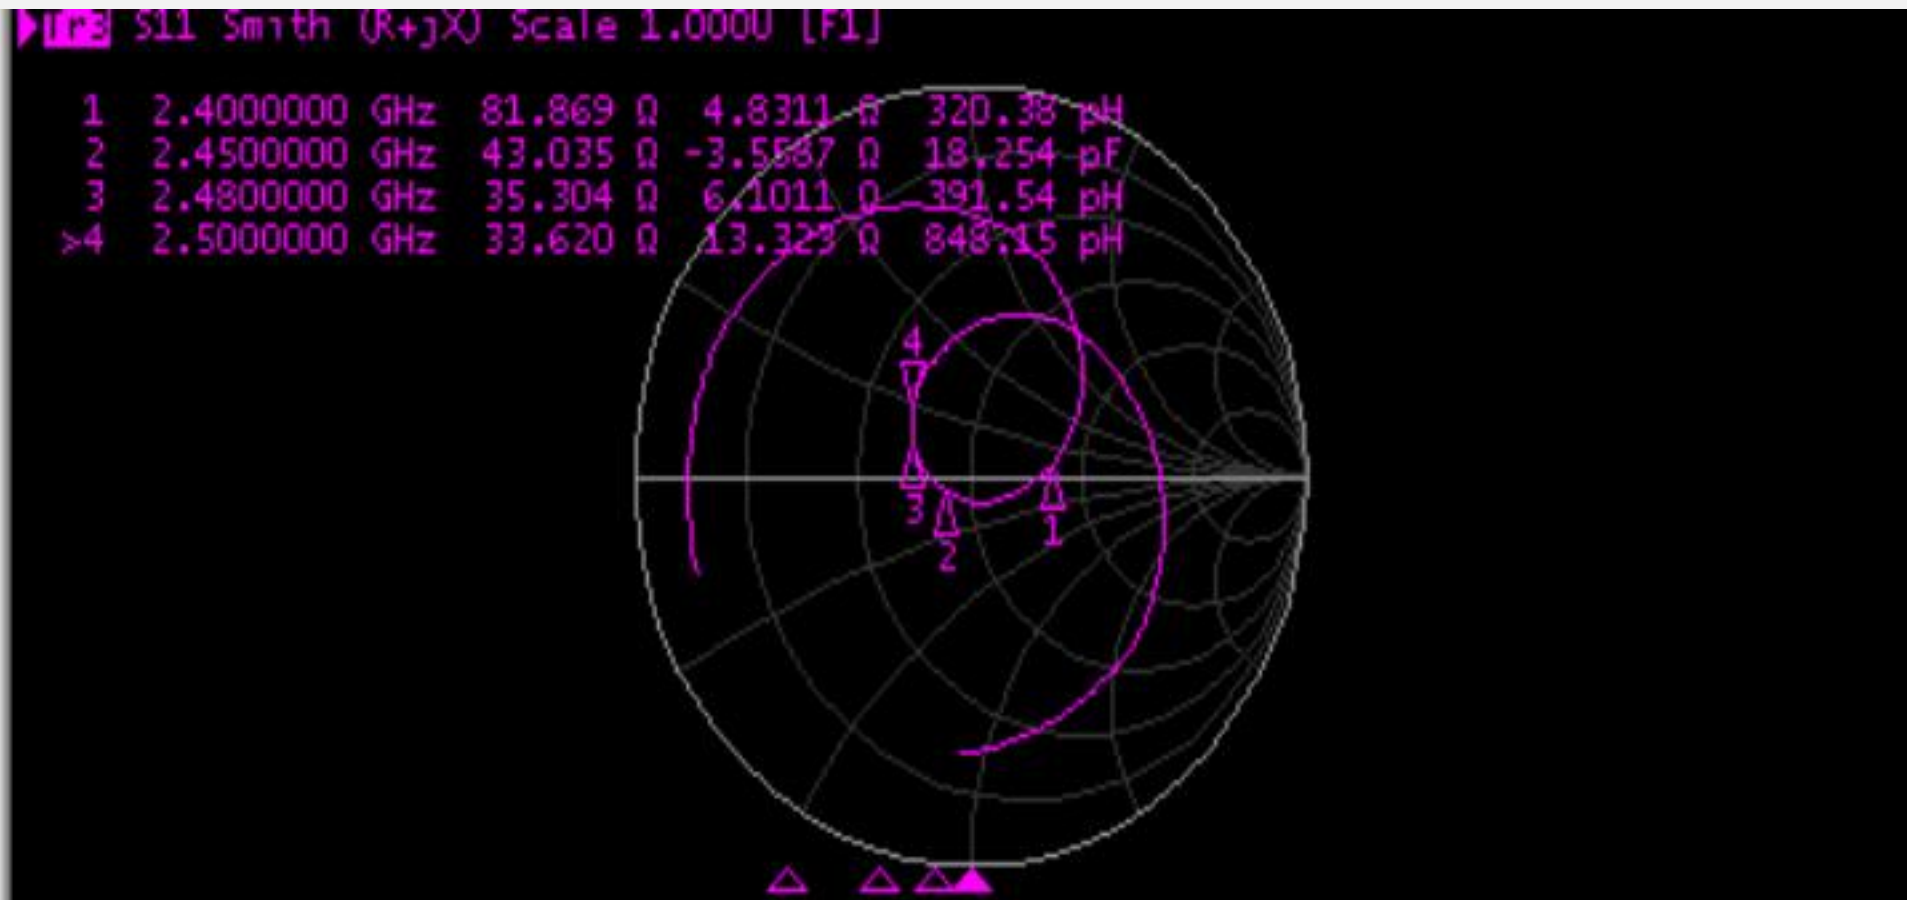 Tr3 S11 Smith (R+jX) Scale 1.000U [F1]
1 2.4000000 GHz 81.869 Ω 4.8311 Ω 320.38 pH
2 2.4500000 GHz 43.035 Ω -3.5587 Ω 18.254 pF
3 2.4800000 GHz 35.304 Ω 6.1011 Ω 391.54 pH
>4 2.5000000 GHz 33.620 Ω 13.323 Ω 848.15 pH
4
3
2
1